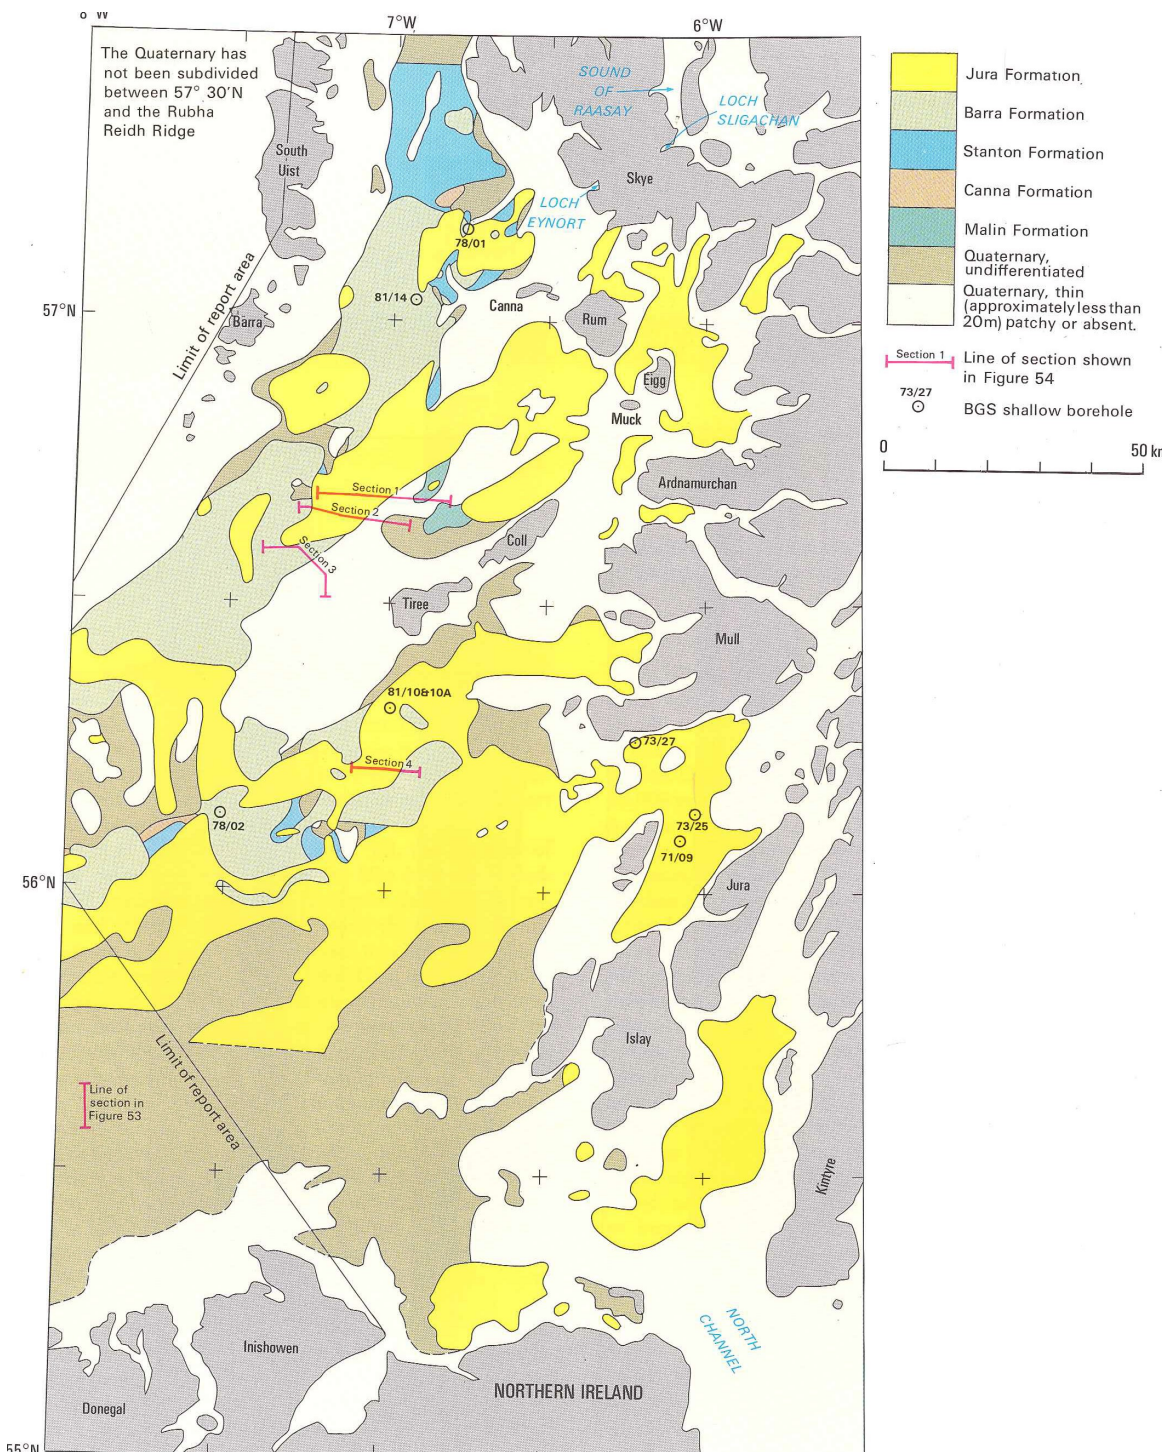 ° W
7°W
6°W
The Quaternary has
not been subdivided
between 57° 30'N
and the Rubha
Reidh Ridge
SOUND
OF
RAASAY
LOCH
SLIGACHAN
South
Uist
Skye
LOCH
EYNORT
78/01
81/14
Canna
57°N
Barra
Rum
Limit of report area
Eigg
Muck
Section 1
Section 2
Ardnamurchan
Section 3
Coll
Tiree
Mull
81/10&10A
73/27
Section 4
78/02
73/25
71/09
56°N
Jura
Islay
Limit of report area
Line of
section in
Figure 53
Kintyre
NORTH
CHANNEL
Inishowen
NORTHERN IRELAND
Donegal
55°N
Jura Formation
Barra Formation
Stanton Formation
Canna Formation
Malin Formation
Quaternary,
undifferentiated
Quaternary, thin
(approximately less than
20m) patchy or absent.
Section 1
Line of section shown
in Figure 54
73/27
BGS shallow borehole
0
50 km